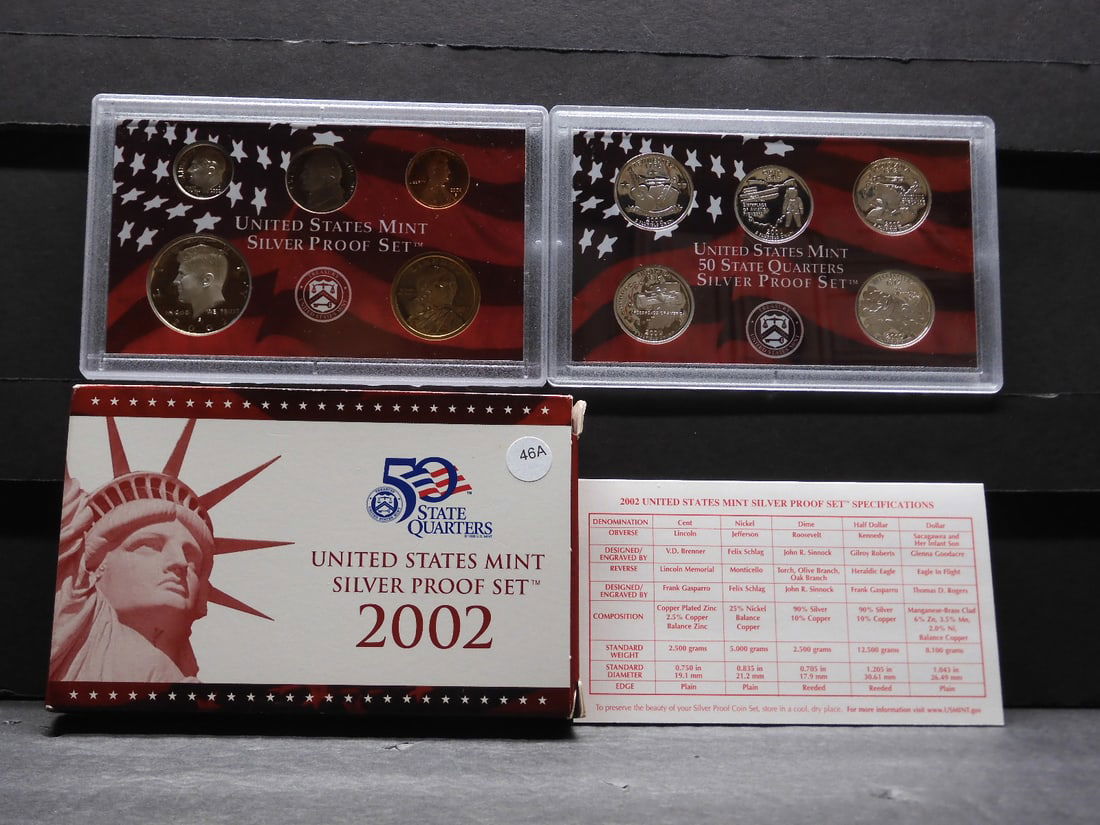 UNITED STATES MINT
SILVER PROOF SET™
UNITED STATES MINT
50 STATE QUARTERS
SILVER PROOF SET™
46A
50
STATE
QUARTERS
UNITED STATES MINT
SILVER PROOF SET™
2002
2002 UNITED STATES MINT SILVER PROOF SET™ SPECIFICATIONS
DENOMINATION Cent Nickel Dime Half Dollar Dollar
OBVERSE Lincoln Jefferson Roosevelt Kennedy Sacagawea and Her Infant Son
DESIGNED/ENGRAVED BY V.D. Brenner Felix Schlag John R. Sinnock Gilroy Roberts Glenna Goodacre
REVERSE Lincoln Memorial Monticello Torch, Olive Branch, Oak Branch Heraldic Eagle Eagle In Flight
DESIGNED/ENGRAVED BY Frank Gasparro Felix Schlag John R. Sinnock Frank Gasparro Thomas D. Rogers
COMPOSITION Copper Plated Zinc 2.5% Copper Balance Zinc 25% Nickel Balance Copper 90% Silver 10% Copper 90% Silver 10% Copper Manganese-Brass Clad 6% Zn, 3.5% Mn, 2.0% Ni, Balance Copper
STANDARD WEIGHT 2.500 grams 5.000 grams 2.500 grams 12.500 grams 8.100 grams
STANDARD DIAMETER 0.750 in 19.1 mm 0.835 in 21.2 mm 0.705 in 17.9 mm 1.205 in 30.61 mm 1.043 in 26.49 mm
EDGE Plain Plain Reeded Reeded Plain
To preserve the beauty of your Silver Proof Coin Set, store in a cool, dry place. For more information visit www.USMINT.gov